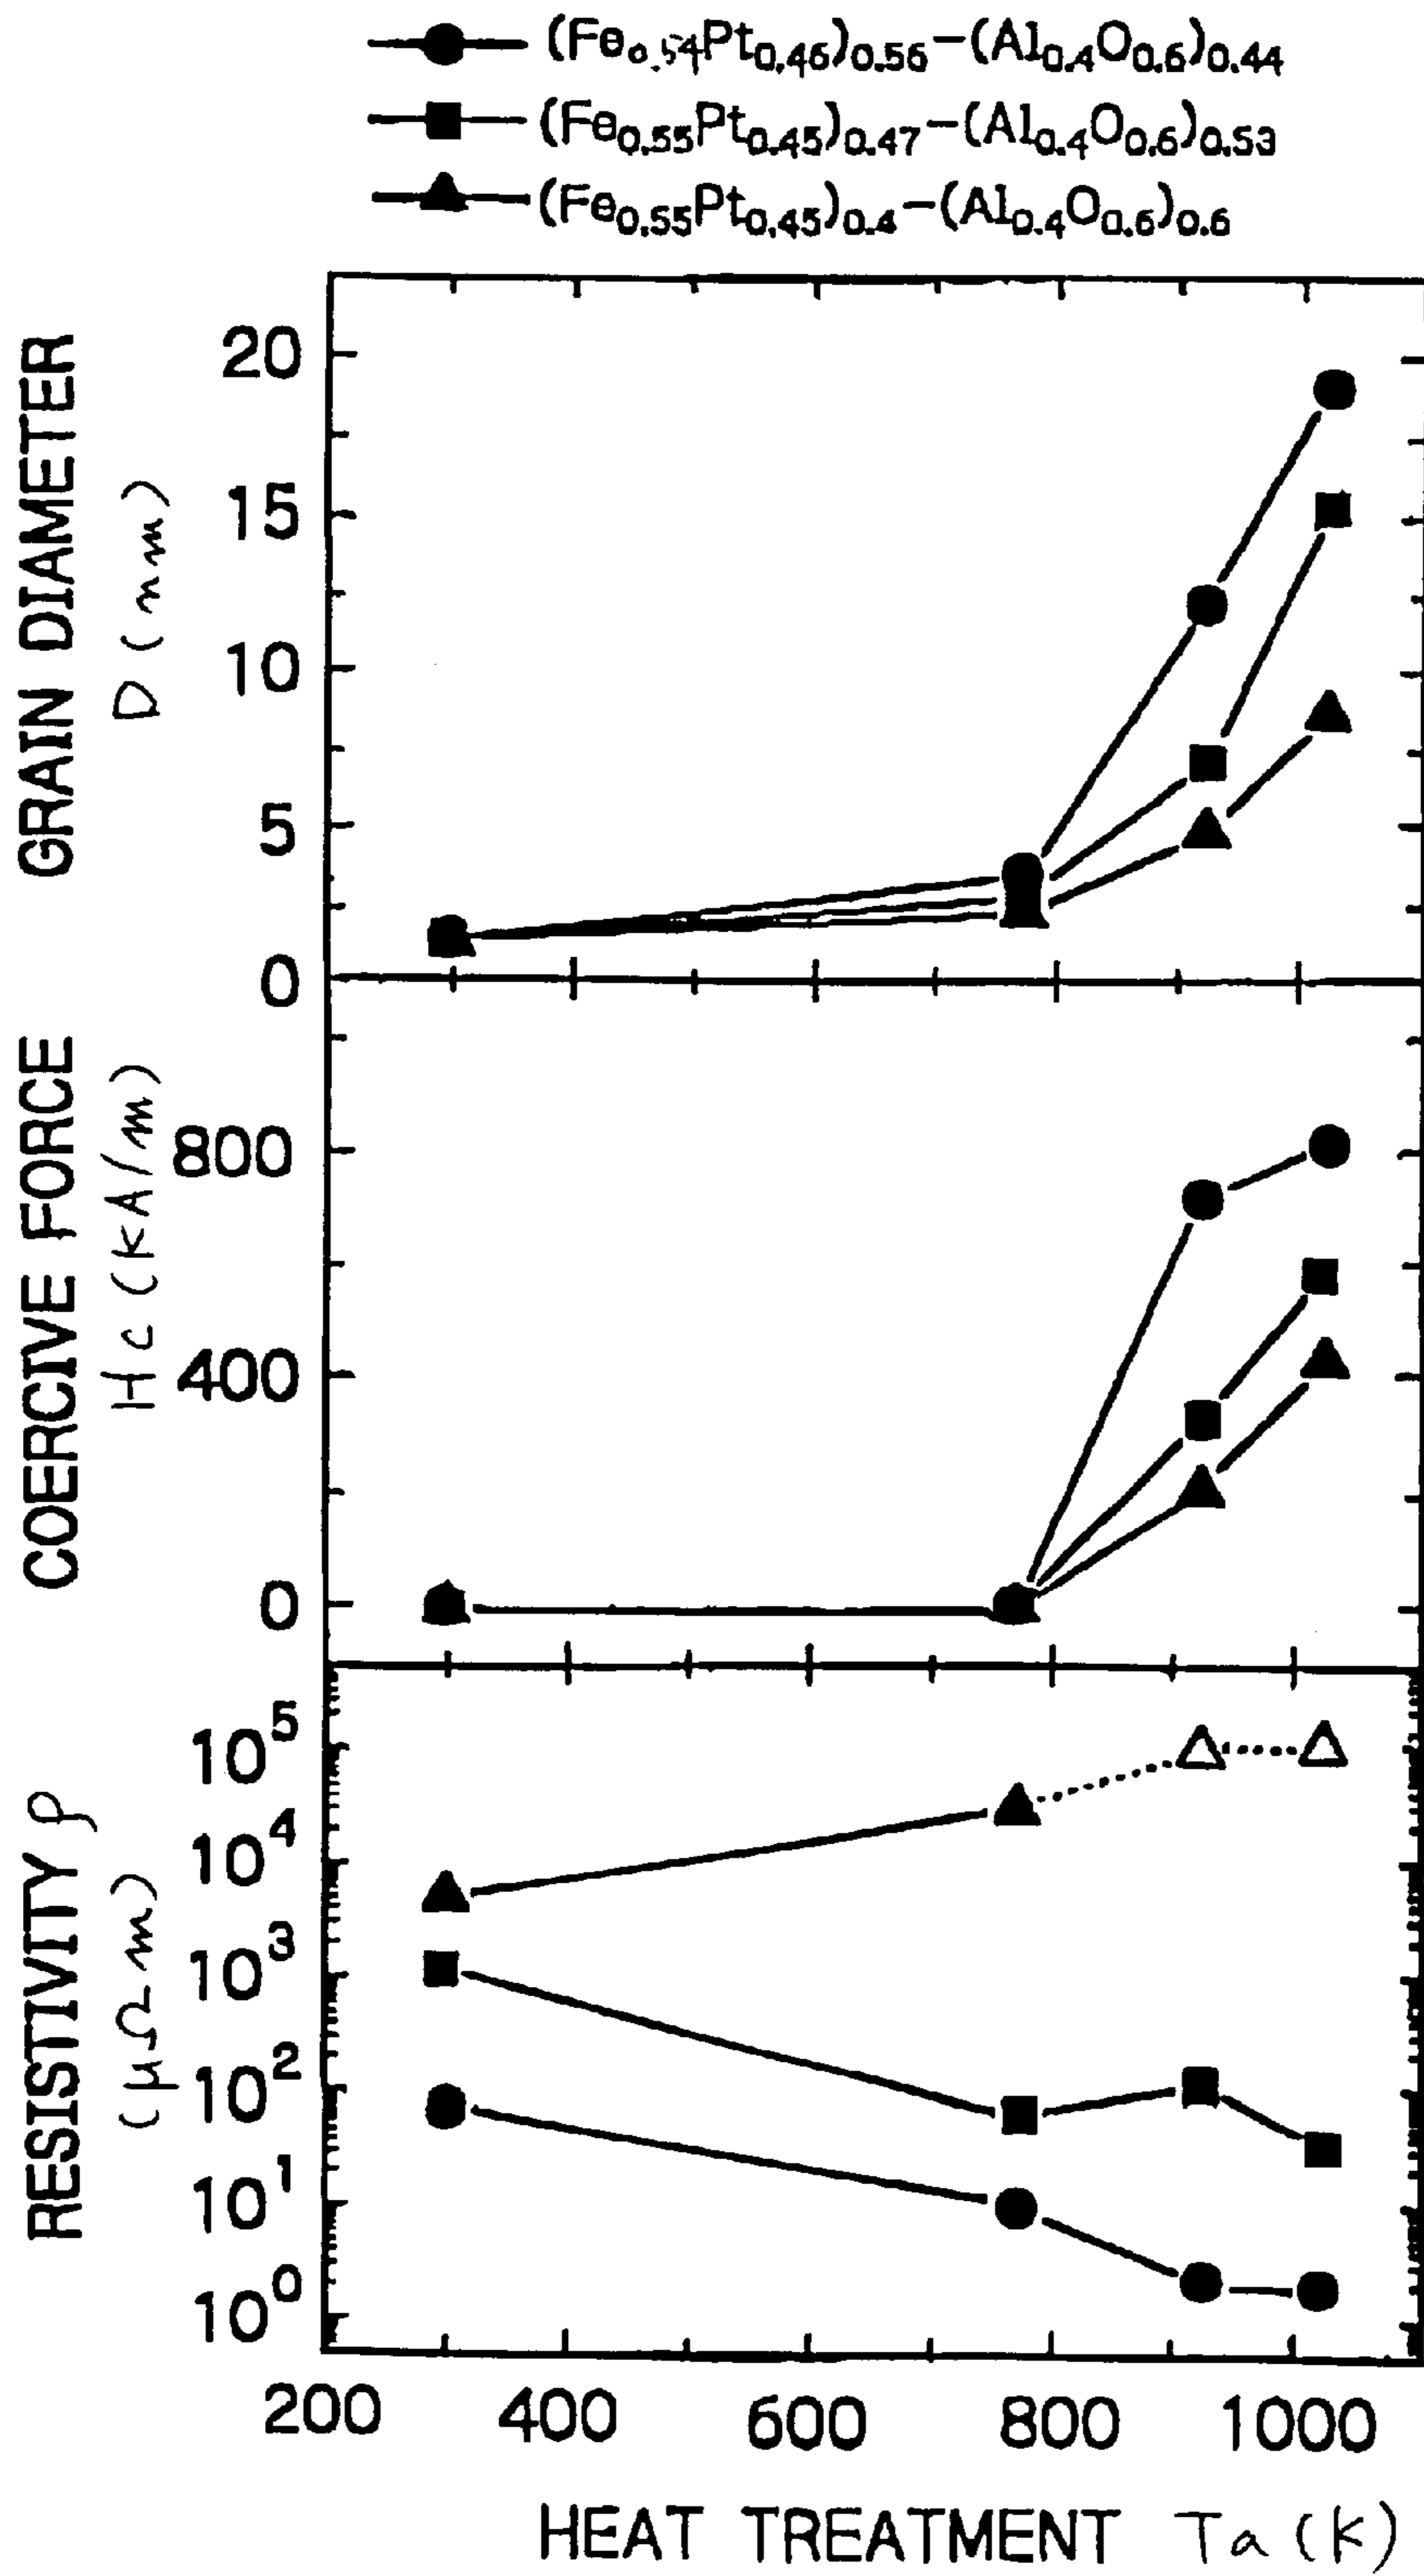 (Fe0.54Pt0.46)0.56-(Al0.4O0.6)0.44
(Fe0.55Pt0.45)0.47-(Al0.4O0.6)0.53
(Fe0.55Pt0.45)0.4-(Al0.4O0.6)0.6
GRAIN DIAMETER
D (nm)
20
15
10
5
0
COERCIVE FORCE
Hc (kA/m)
800
400
0
RESISTIVITY ρ
(μΩm)
10^5
10^4
10^3
10^2
10^1
10^0
200 400 600 800 1000
HEAT TREATMENT Ta (K)